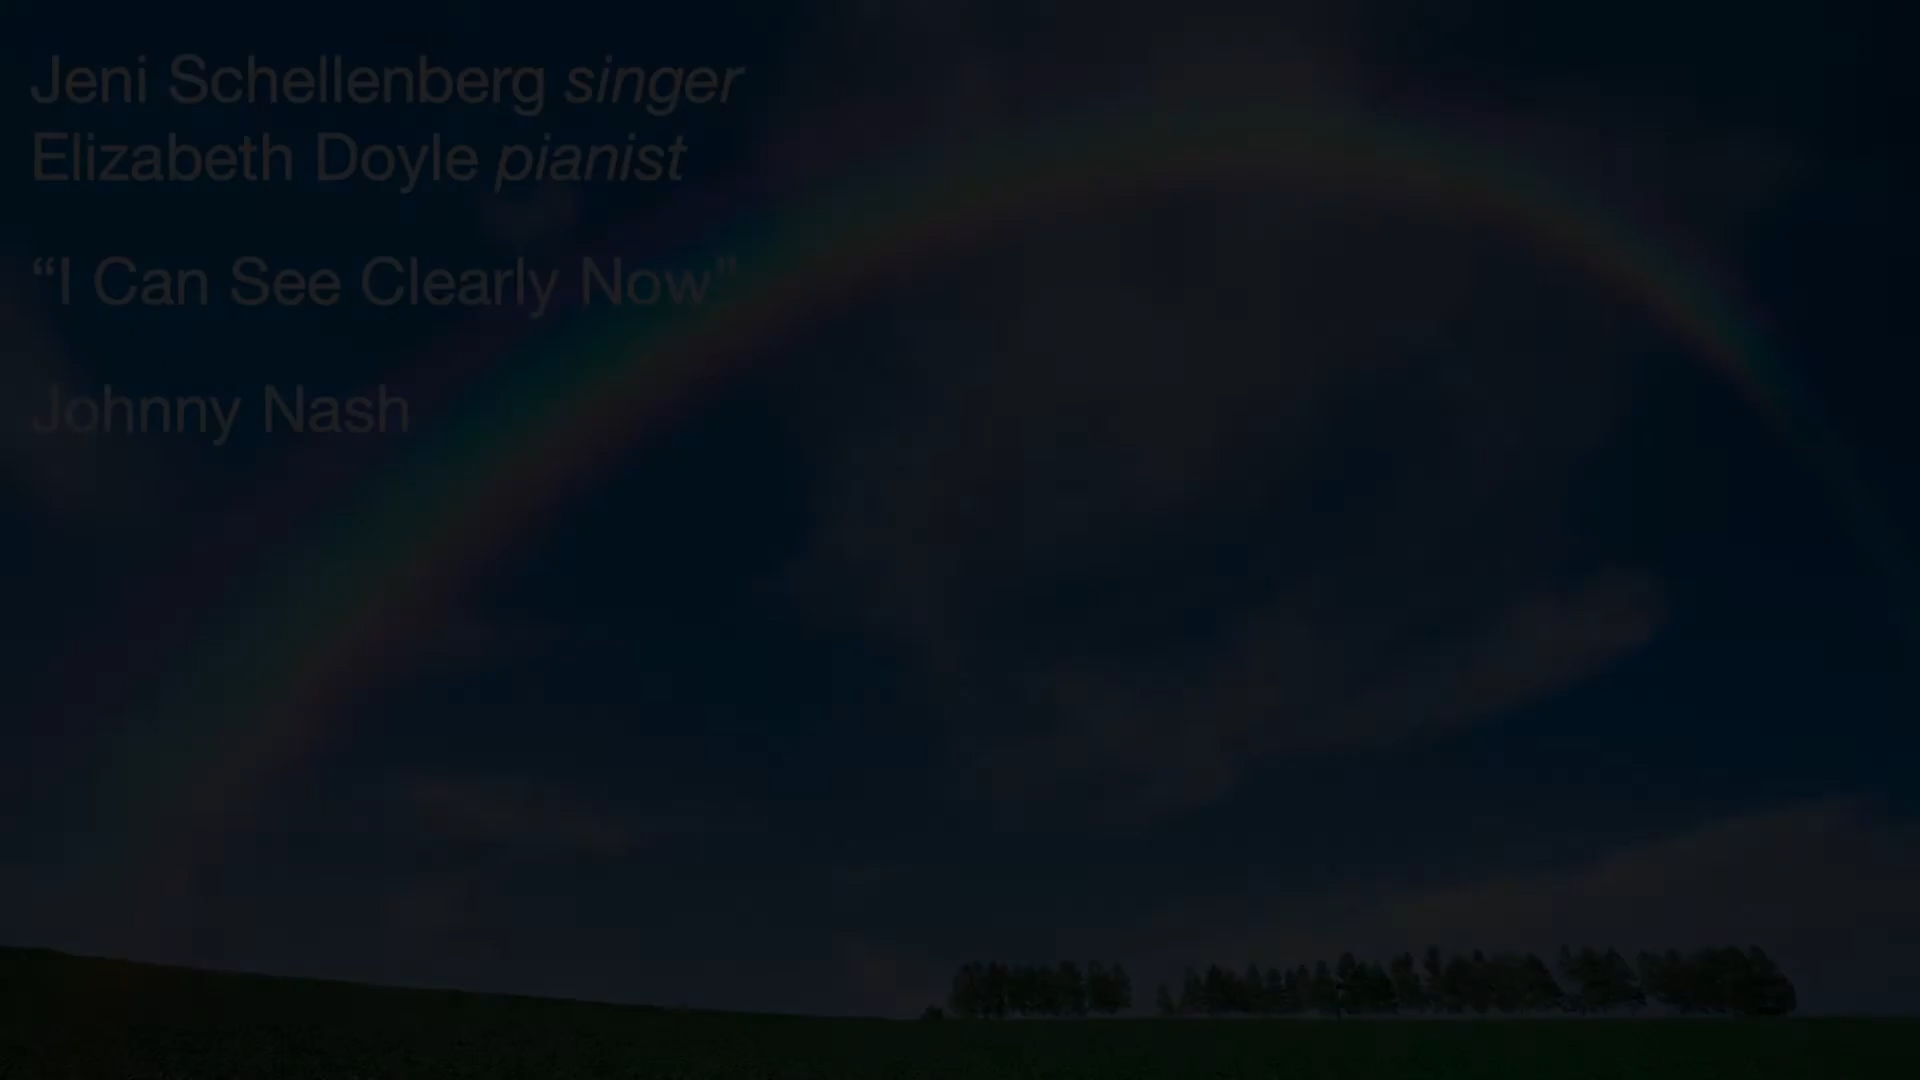 Jeni Schellenberg singer
Elizabeth Doyle pianist
“I Can See Clearly Now”
Johnny Nash